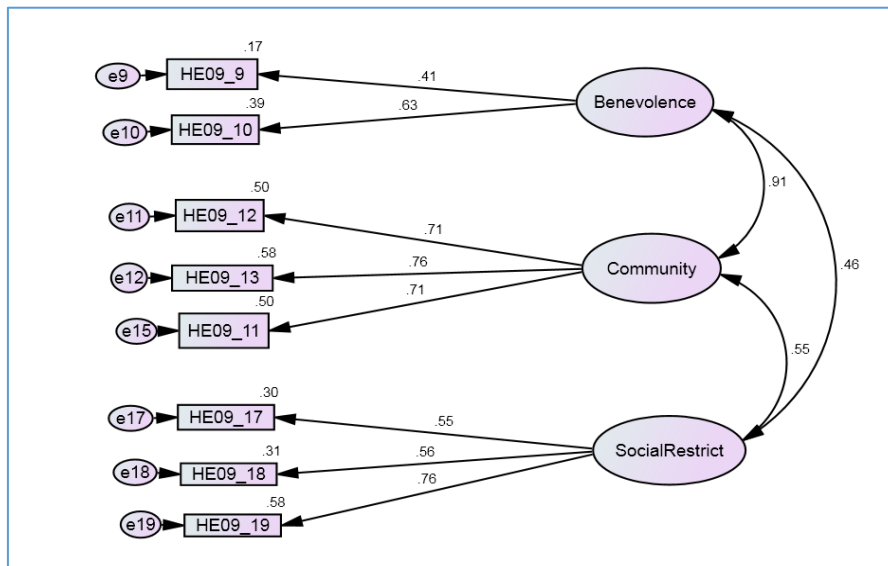 .17
e9 HE09_9 .41 Benevolence
.39
e10 HE09_10 .63
.91
.50
e11 HE09_12 .71
.58
e12 HE09_13 .76 Community .46
.50
e15 HE09_11 .71
.55
.30
e17 HE09_17 .55
.31
e18 HE09_18 .56 SocialRestrict
.58
e19 HE09_19 .76